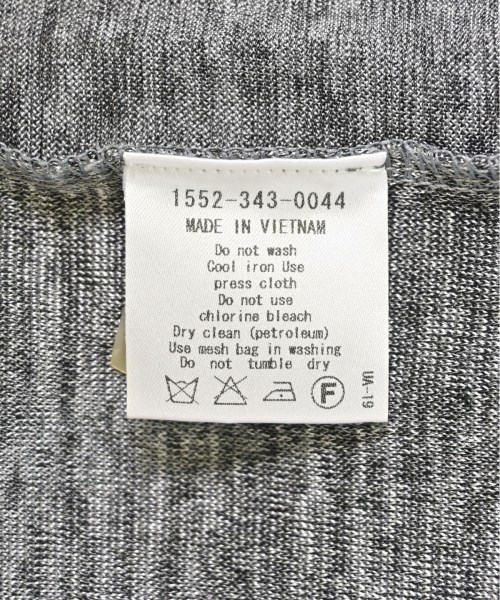 1552-343-0044
MADE IN VIETNAM
Do not wash
Cool iron Use
press cloth
Do not use
chlorine bleach
Dry clean (petroleum)
Use mesh bag in washing
Do not tumble dry
F
UA-19